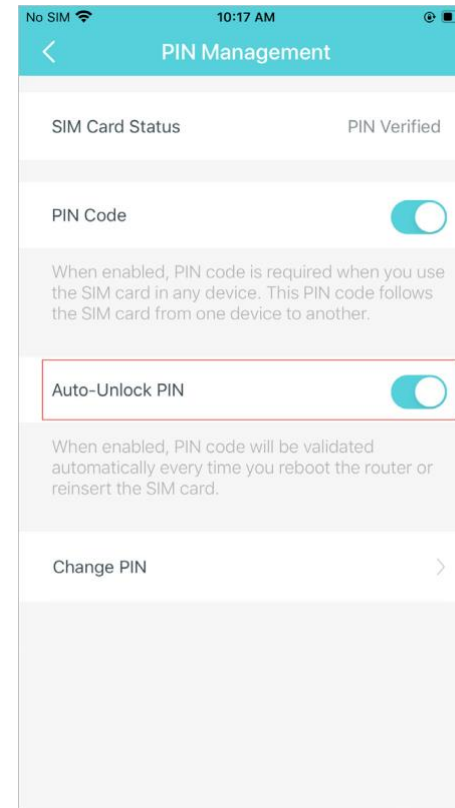 No SIM 10:17 AM
PIN Management
SIM Card Status PIN Verified
PIN Code
When enabled, PIN code is required when you use
the SIM card in any device. This PIN code follows
the SIM card from one device to another.
Auto-Unlock PIN
When enabled, PIN code will be validated
automatically every time you reboot the router or
reinsert the SIM card.
Change PIN